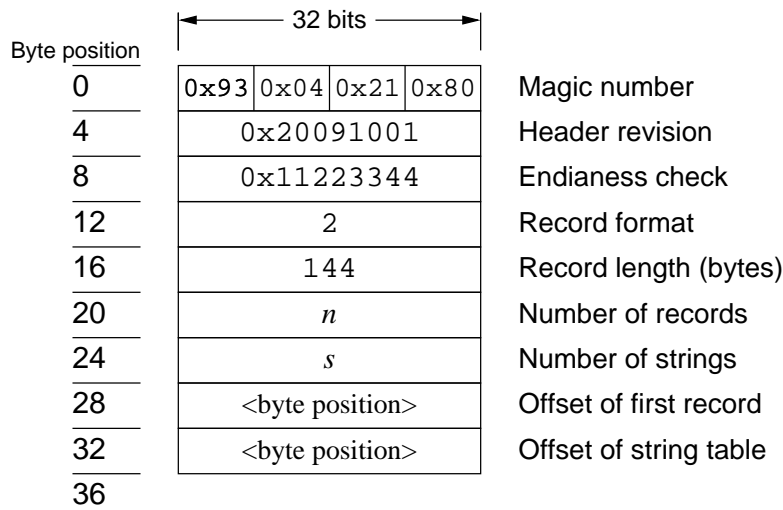 32 bits
Byte position
0 0x93 0x04 0x21 0x80 Magic number
4 0x20091001 Header revision
8 0x11223344 Endianess check
12 2 Record format
16 144 Record length (bytes)
20 n Number of records
24 s Number of strings
28 <byte position> Offset of first record
32 <byte position> Offset of string table
36